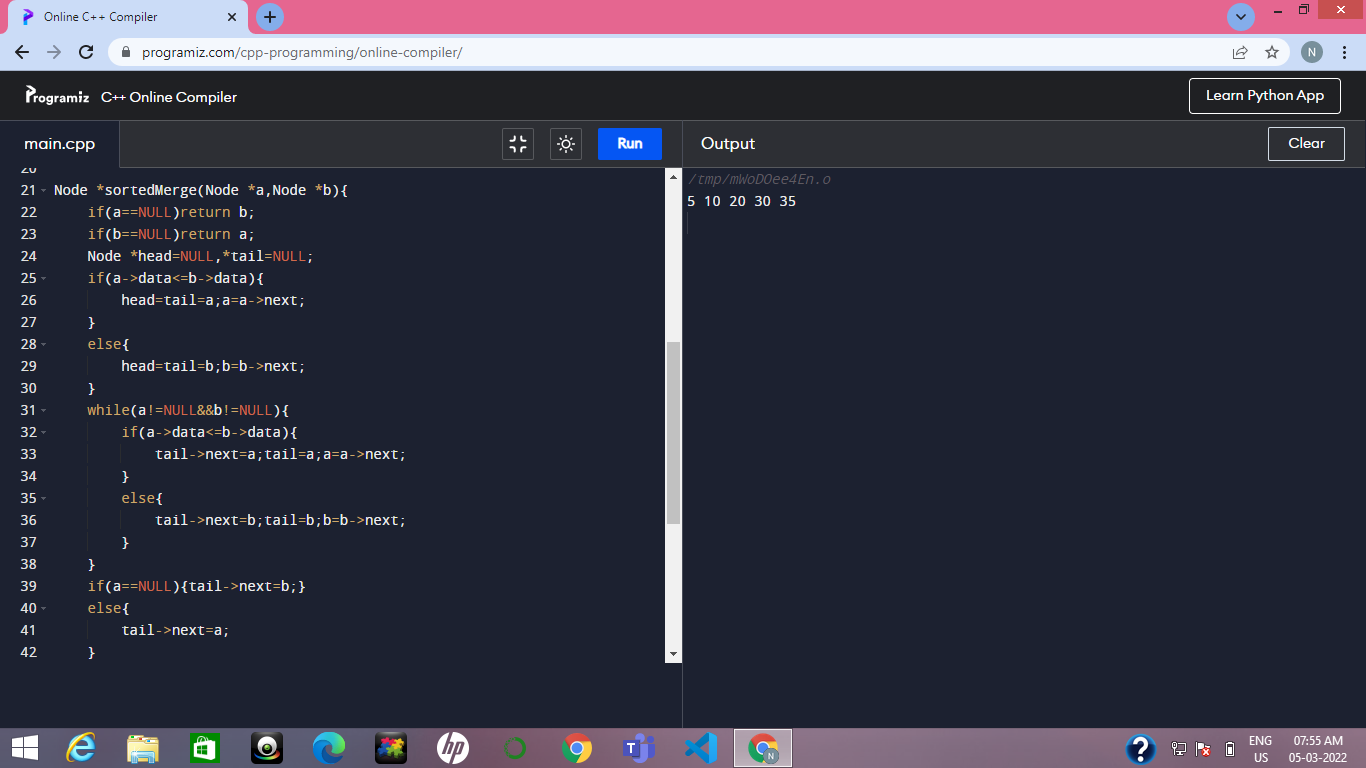 Online C++ Compiler
programiz.com/cpp-programming/online-compiler/
N
Programiz C++ Online Compiler
Learn Python App
main.cpp
Run
Output
Clear
20
21 Node *sortedMerge(Node *a,Node *b){
22     if(a==NULL)return b;
23     if(b==NULL)return a;
24     Node *head=NULL,*tail=NULL;
25     if(a->data<=b->data){
26         head=tail=a;a=a->next;
27     }
28     else{
29         head=tail=b;b=b->next;
30     }
31     while(a!=NULL&&b!=NULL){
32         if(a->data<=b->data){
33             tail->next=a;tail=a;a=a->next;
34         }
35         else{
36             tail->next=b;tail=b;b=b->next;
37         }
38     }
39     if(a==NULL){tail->next=b;}
40     else{
41         tail->next=a;
42     }
/tmp/mWoDOee4En.o
5 10 20 30 35
hp
T
N
?
ENG
US
07:55 AM
05-03-2022